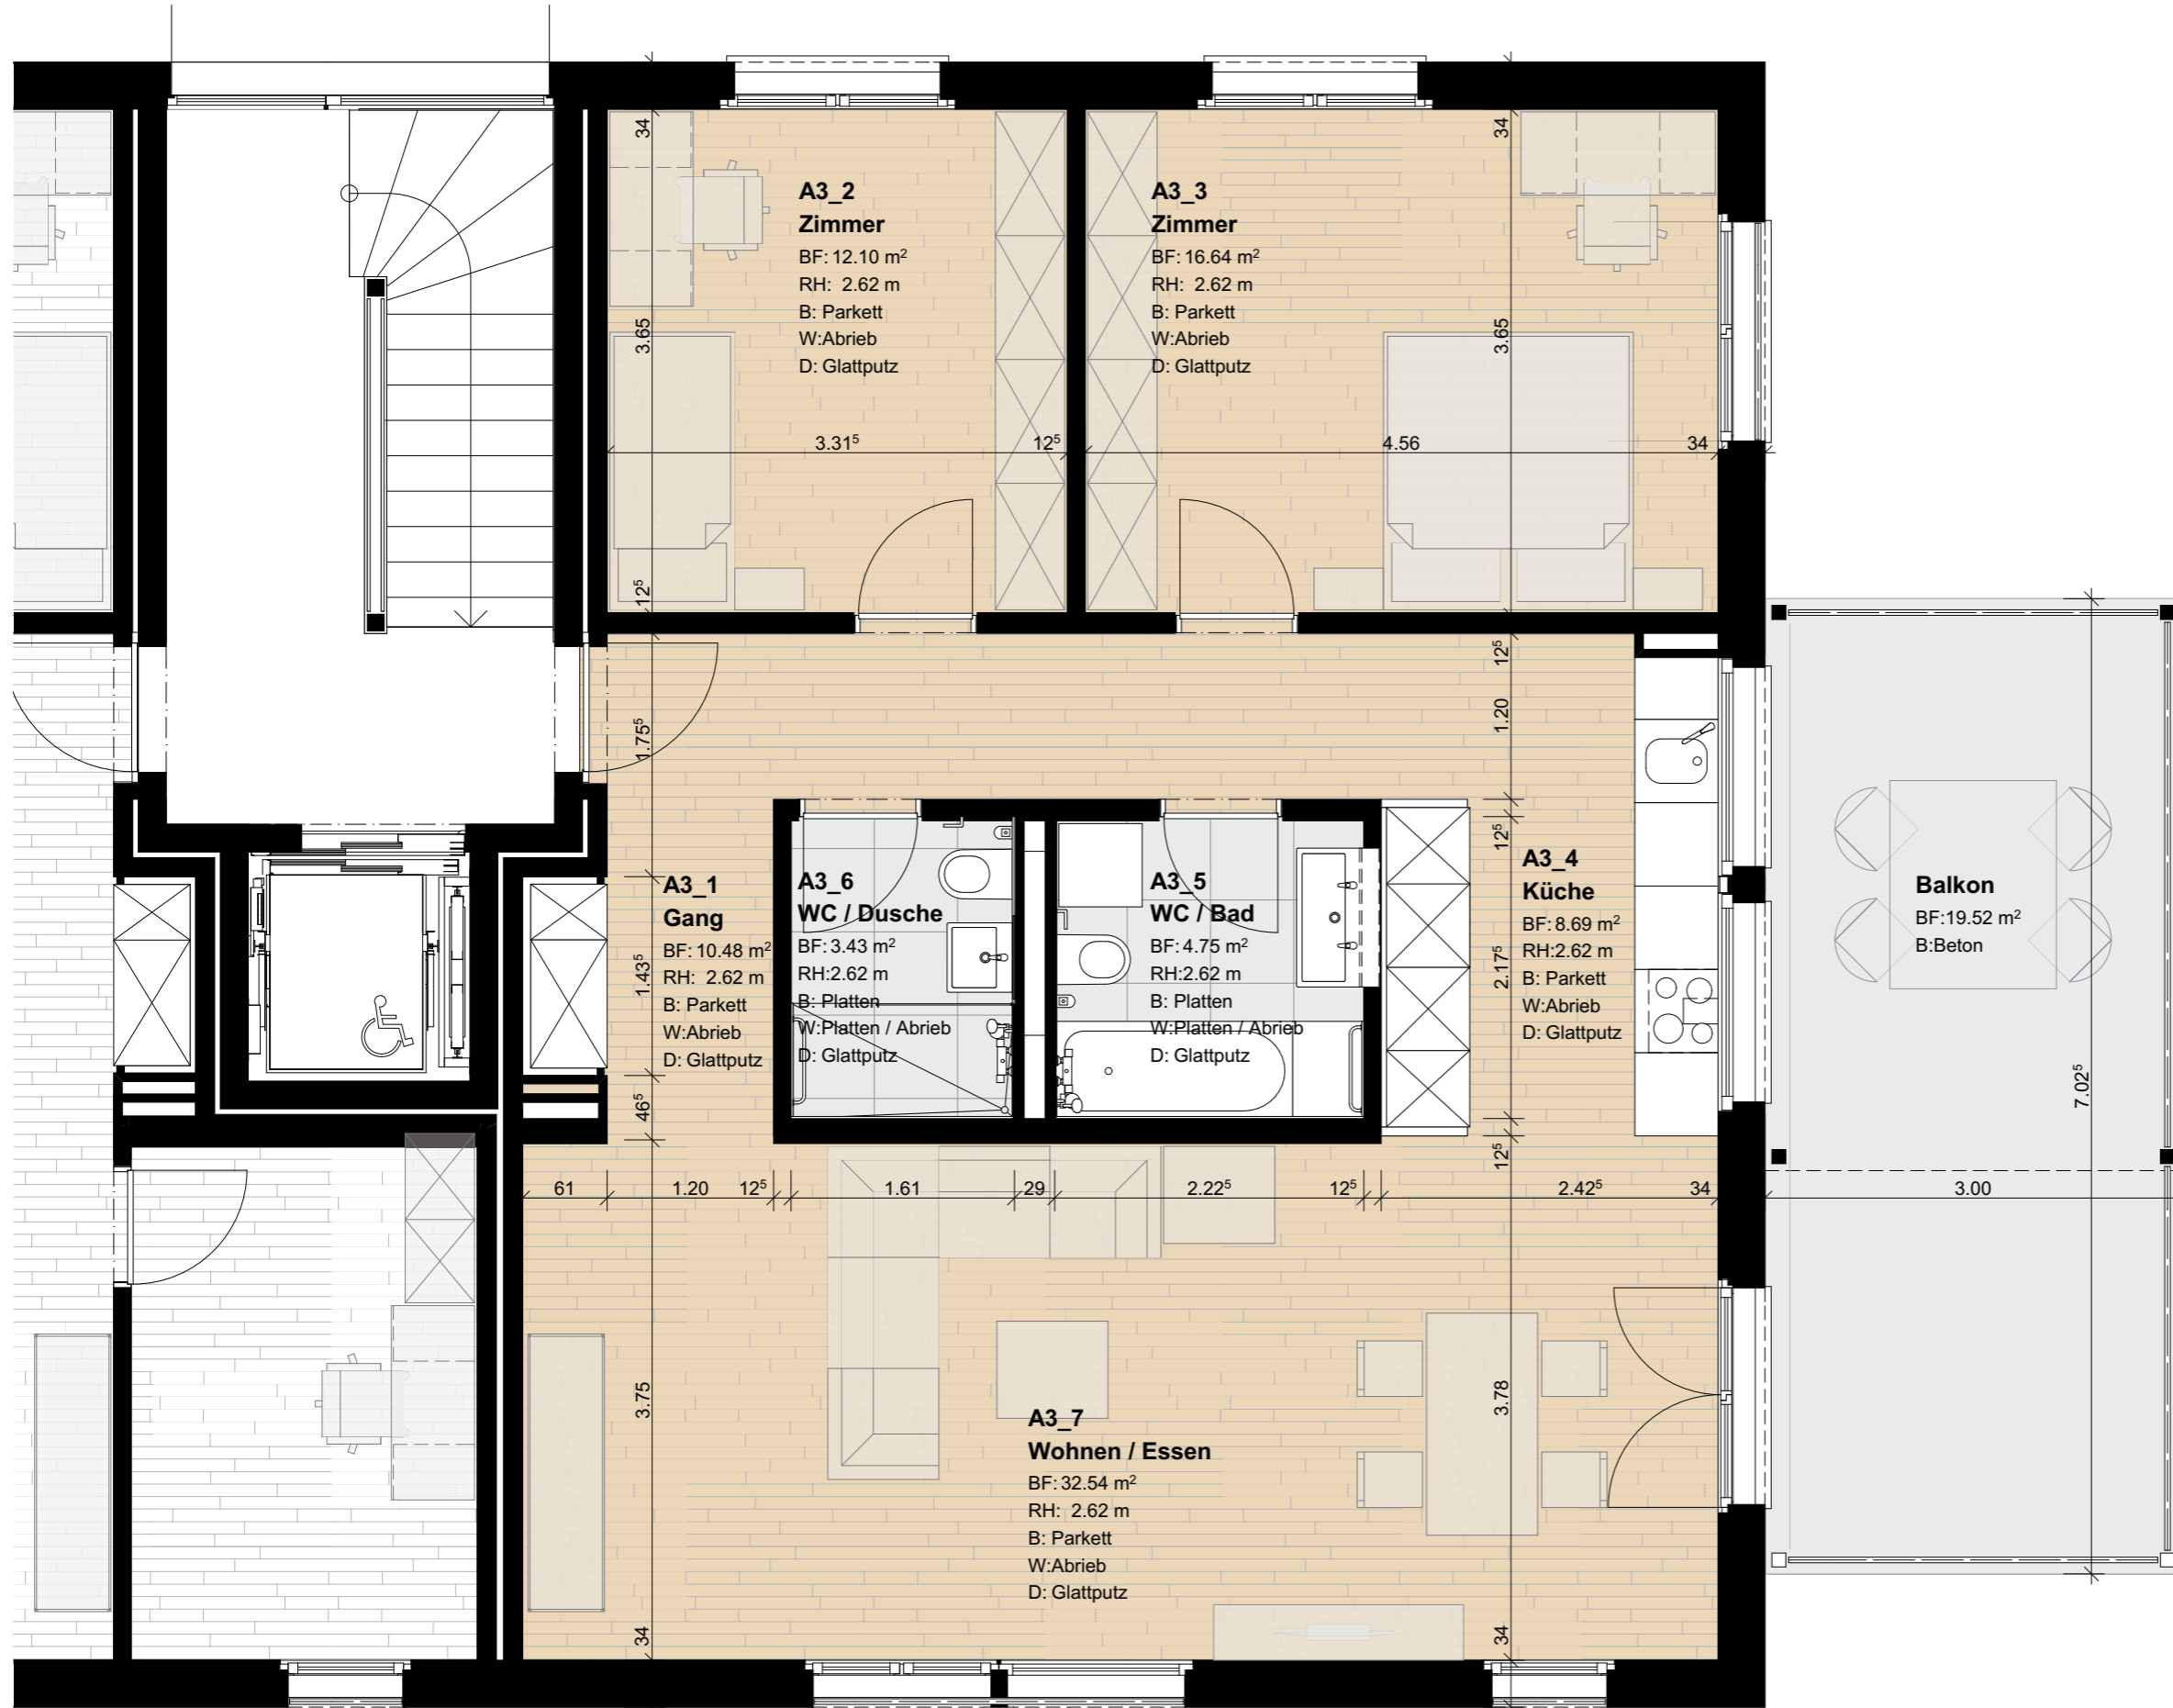 34
34
A3_2
Zimmer
BF: 12.10 m²
RH: 2.62 m
B: Parkett
W:Abrieb
D: Glattputz
A3_3
Zimmer
BF: 16.64 m²
RH: 2.62 m
B: Parkett
W:Abrieb
D: Glattputz
3.65
3.65
3.31⁵
12⁵
4.56
34
12⁵
12⁵
1.75⁵
1.20
12⁵
A3_1
Gang
BF: 10.48 m²
RH: 2.62 m
B: Parkett
W:Abrieb
D: Glattputz
A3_6
WC / Dusche
BF: 3.43 m²
RH:2.62 m
B: Platten
W:Platten / Abrieb
D: Glattputz
A3_5
WC / Bad
BF: 4.75 m²
RH:2.62 m
B: Platten
W:Platten / Abrieb
D: Glattputz
A3_4
Küche
BF: 8.69 m²
RH:2.62 m
B: Parkett
W:Abrieb
D: Glattputz
Balkon
BF:19.52 m²
B:Beton
1.43⁵
2.17⁵
46⁵
12⁵
7.02⁵
61
1.20
12⁵
1.61
29
2.22⁵
12⁵
2.42⁵
34
3.00
3.75
3.78
A3_7
Wohnen / Essen
BF: 32.54 m²
RH: 2.62 m
B: Parkett
W:Abrieb
D: Glattputz
34
34